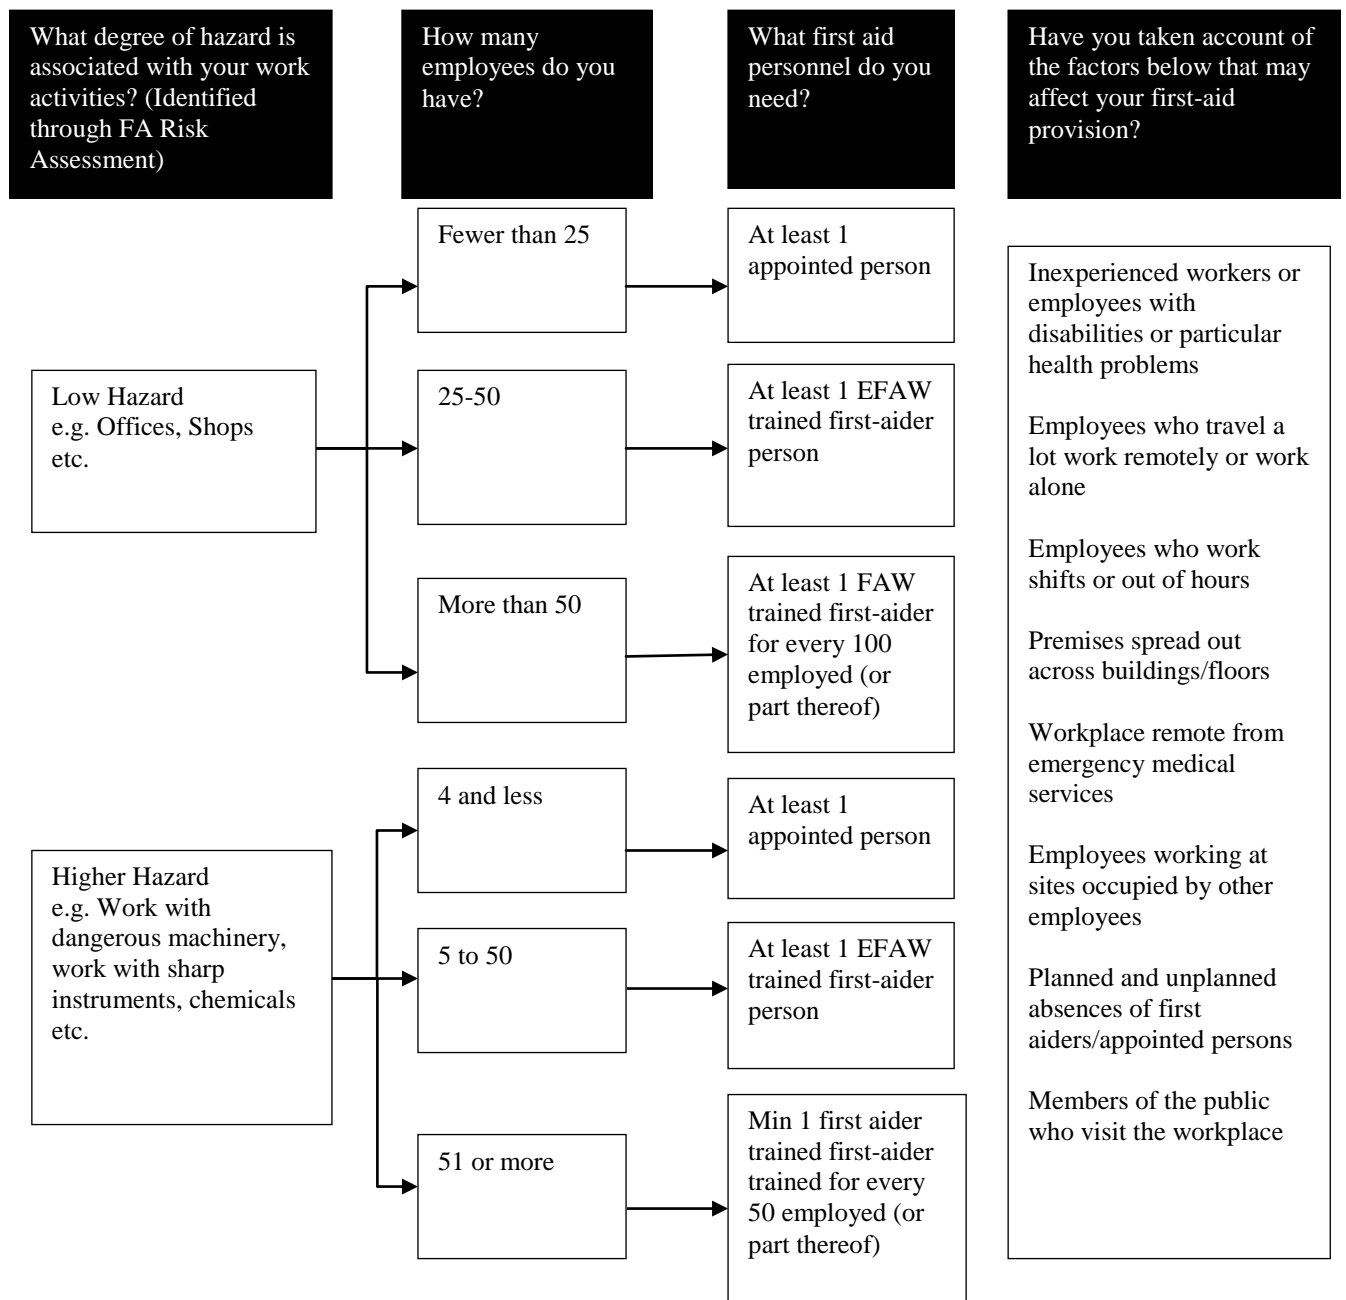 What degree of hazard is
associated with your work
activities? (Identified
through FA Risk
Assessment)
How many
employees do you
have?
What first aid
personnel do you
need?
Have you taken account of
the factors below that may
affect your first-aid
provision?
Low Hazard
e.g. Offices, Shops
etc.
Fewer than 25
At least 1
appointed person
25-50
At least 1 EFAW
trained first-aider
person
More than 50
At least 1 FAW
trained first-aider
for every 100
employed (or
part thereof)
Higher Hazard
e.g. Work with
dangerous machinery,
work with sharp
instruments, chemicals
etc.
4 and less
At least 1
appointed person
5 to 50
At least 1 EFAW
trained first-aider
person
51 or more
Min 1 first aider
trained first-aider
trained for every
50 employed (or
part thereof)
Inexperienced workers or
employees with
disabilities or particular
health problems
Employees who travel a
lot work remotely or work
alone
Employees who work
shifts or out of hours
Premises spread out
across buildings/floors
Workplace remote from
emergency medical
services
Employees working at
sites occupied by other
employees
Planned and unplanned
absences of first
aiders/appointed persons
Members of the public
who visit the workplace